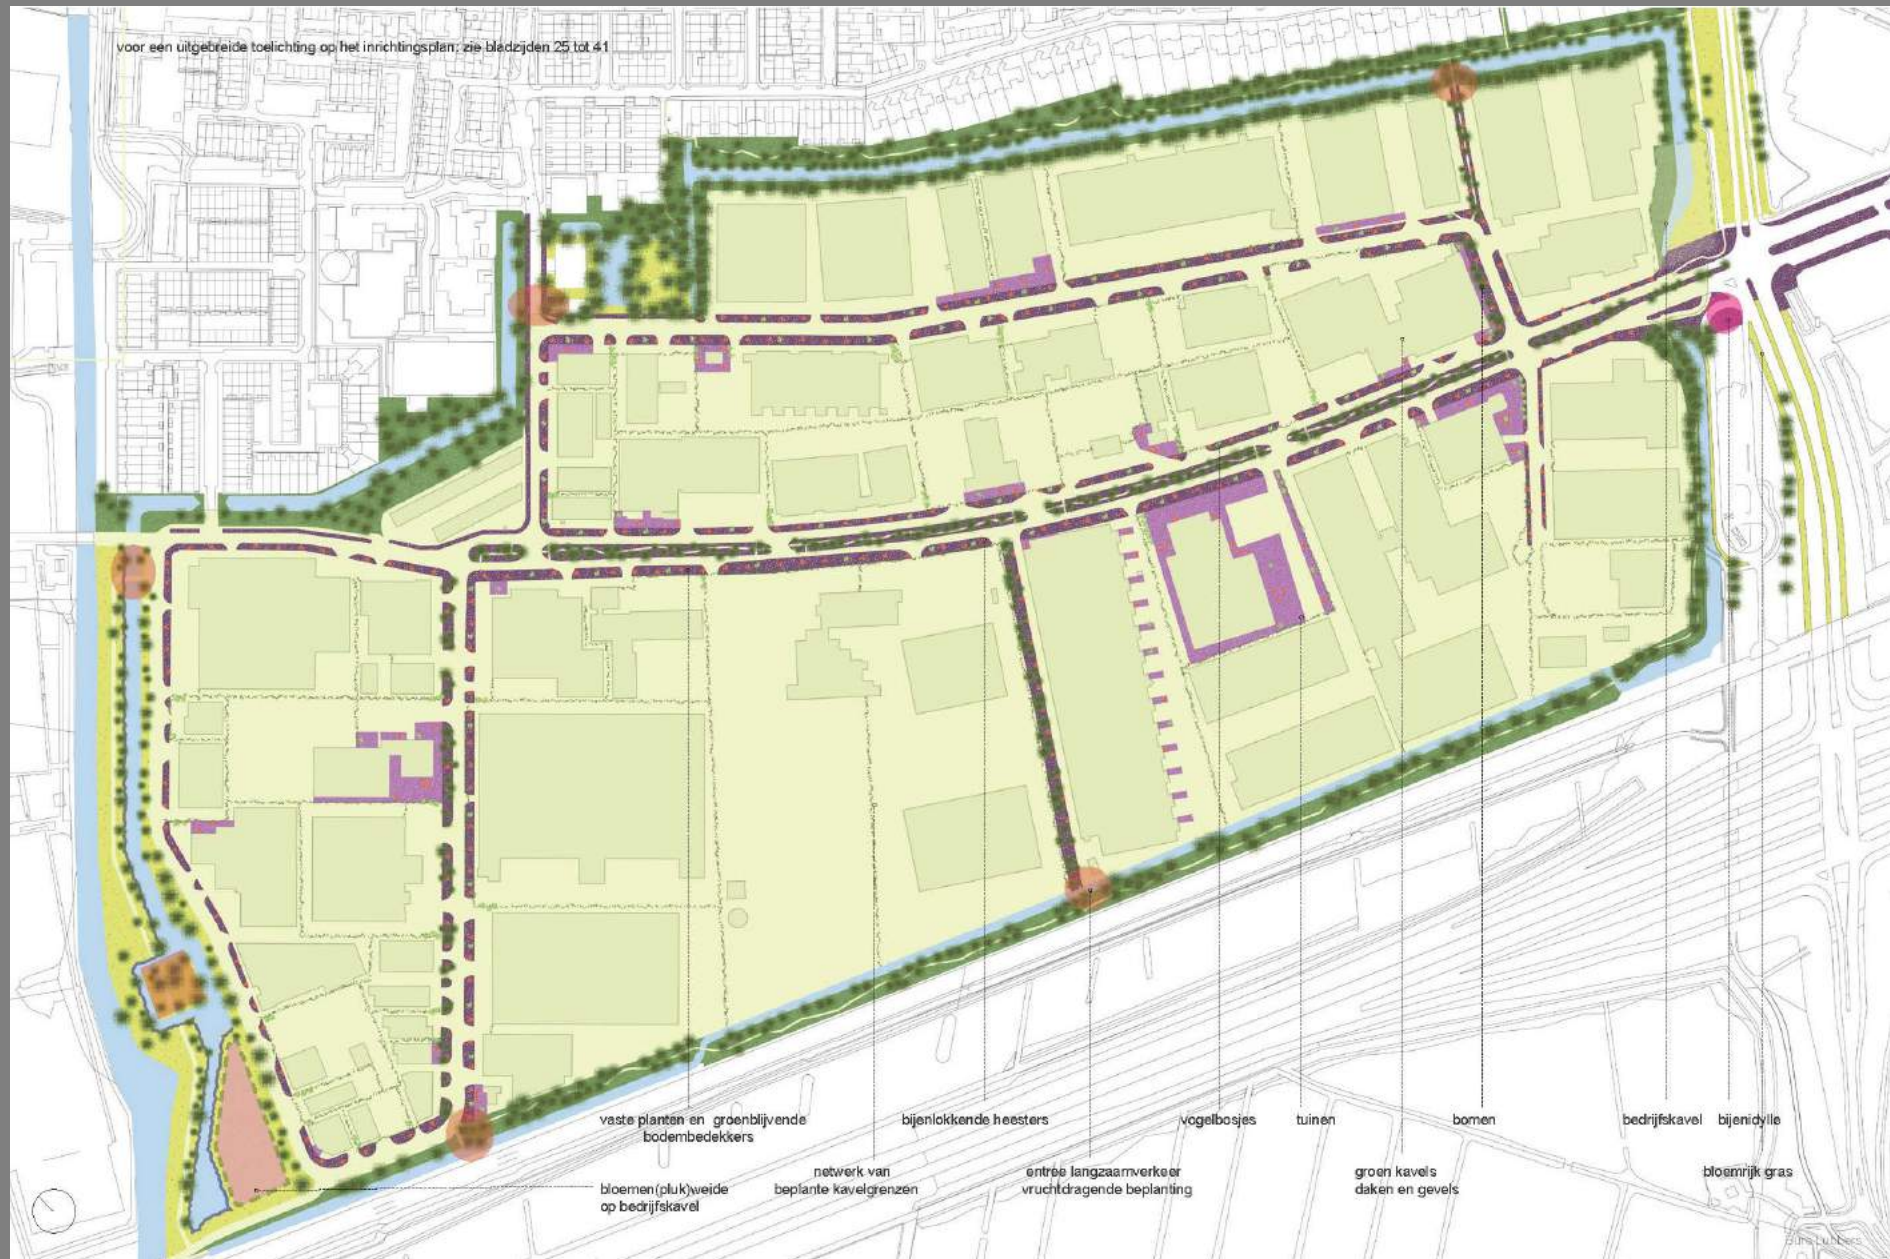 voor een uitgebreide toelichting op het inrichtingsplan: zie bladzijden 25 tot 41
vaste planten en groenblijvende
bodembedekkers
bijenlokkende heesters
vogelbosjes
tuinen
bomen
bedrijfskavel
bijenidylle
netwerk van
beplante kavelgrenzen
entree langzaamverkeer
vruchtdragende beplanting
groen kavels
daken en gevels
bloemrijk gras
bloemen(pluk)weide
op bedrijfskavel
Buro Lubbers